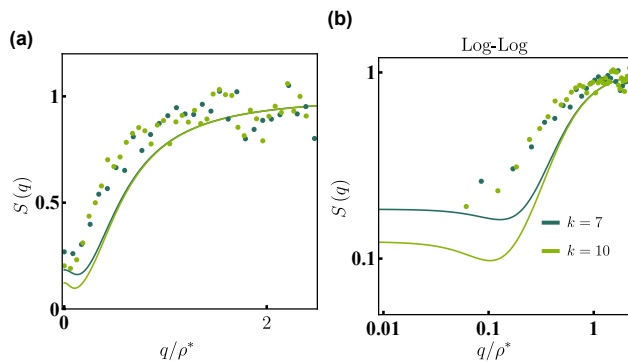 (a)
1
0.5
0
S (q)
0
2
q/ρ*
(b)
Log-Log
1
0.1
S (q)
k = 7
k = 10
0.01
0.1
1
q/ρ*